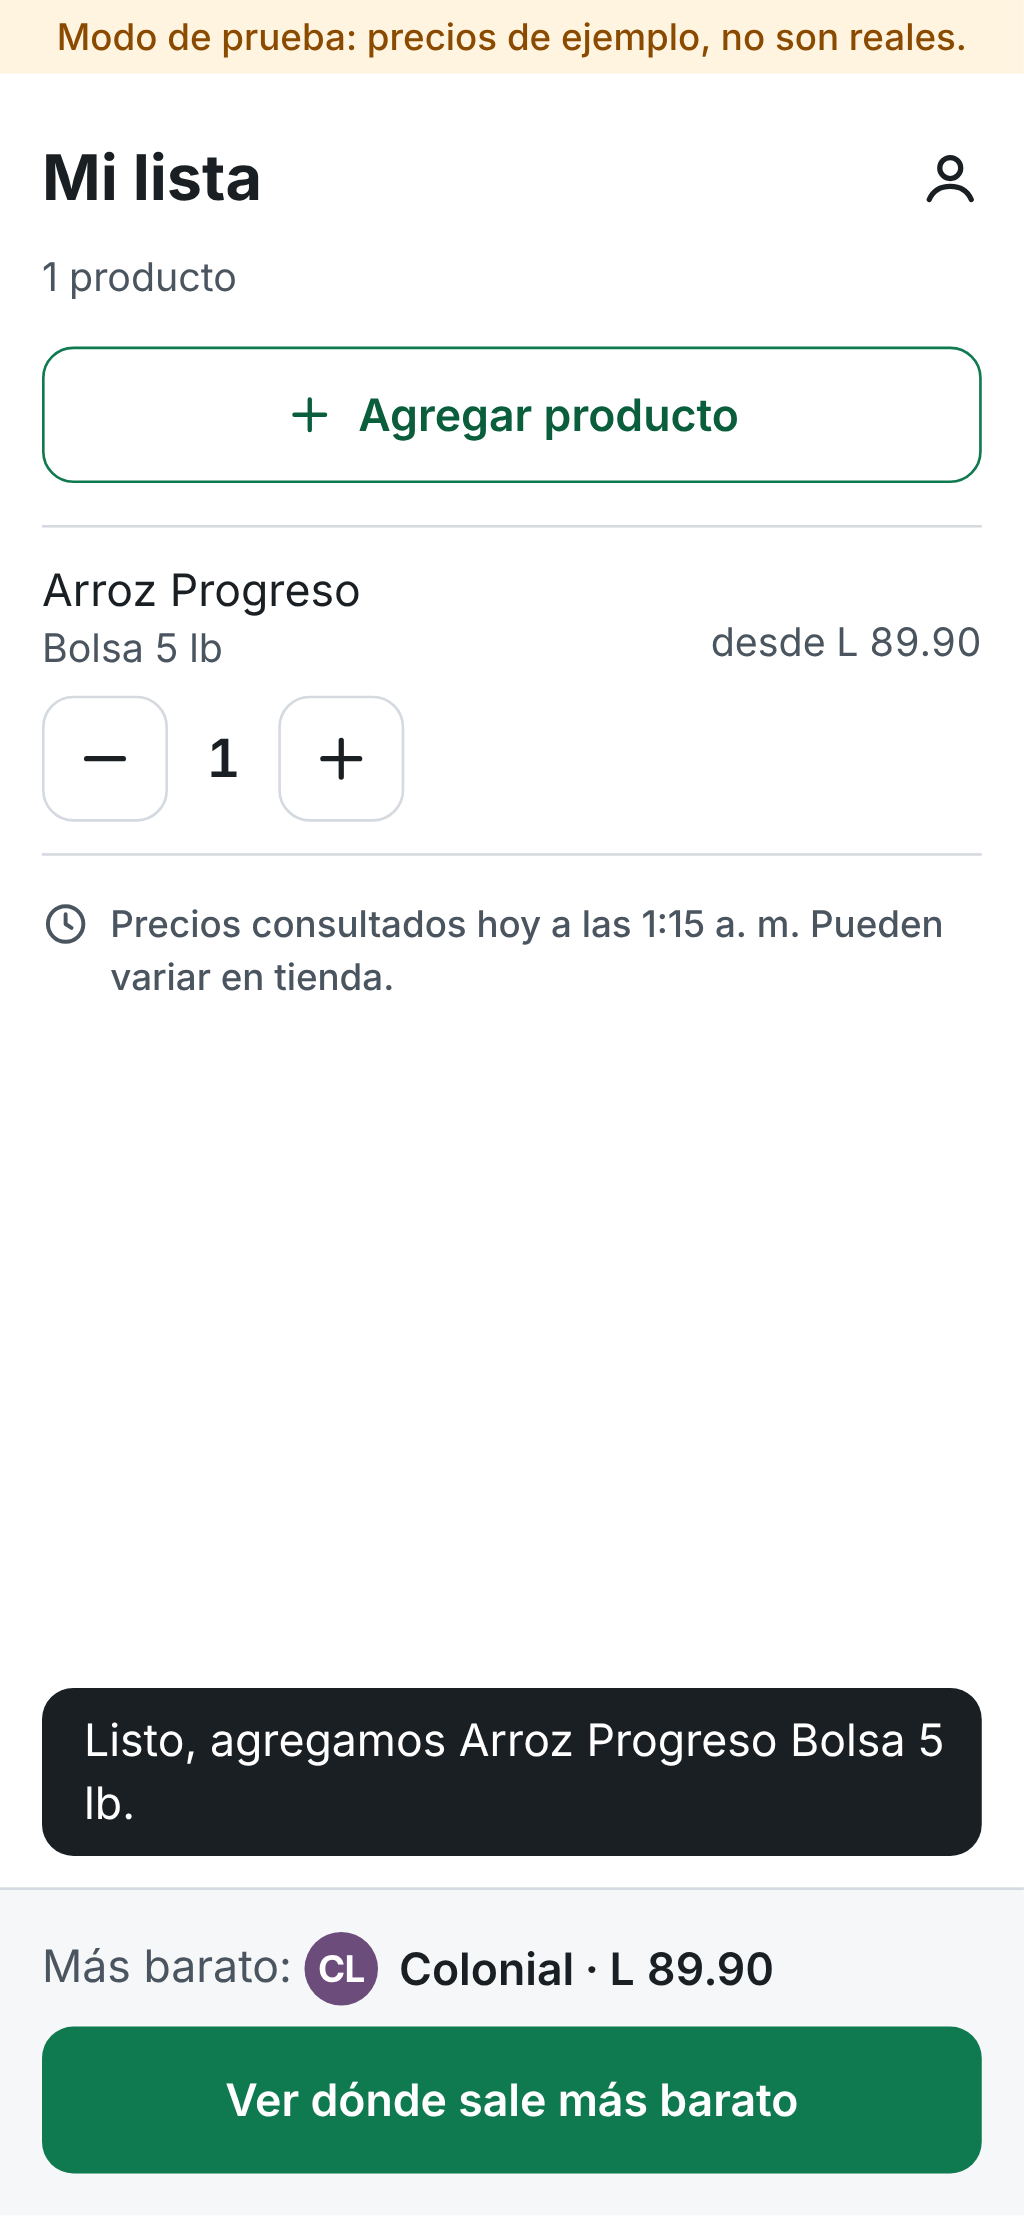 Modo de prueba: precios de ejemplo, no son reales.
Mi lista
1 producto
Agregar producto
Arroz Progreso
Bolsa 5 lb
desde L 89.90
1
Precios consultados hoy a las 1:15 a. m. Pueden
variar en tienda.
Listo, agregamos Arroz Progreso Bolsa 5
lb.
Más barato: CL Colonial · L 89.90
Ver dónde sale más barato